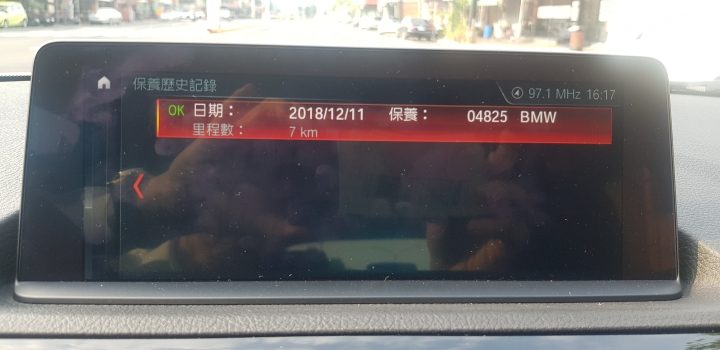 保養歷史記錄
97.1 MHz 16:17
OK 日期： 2018/12/11 保養： 04825 BMW
里程數： 7 km